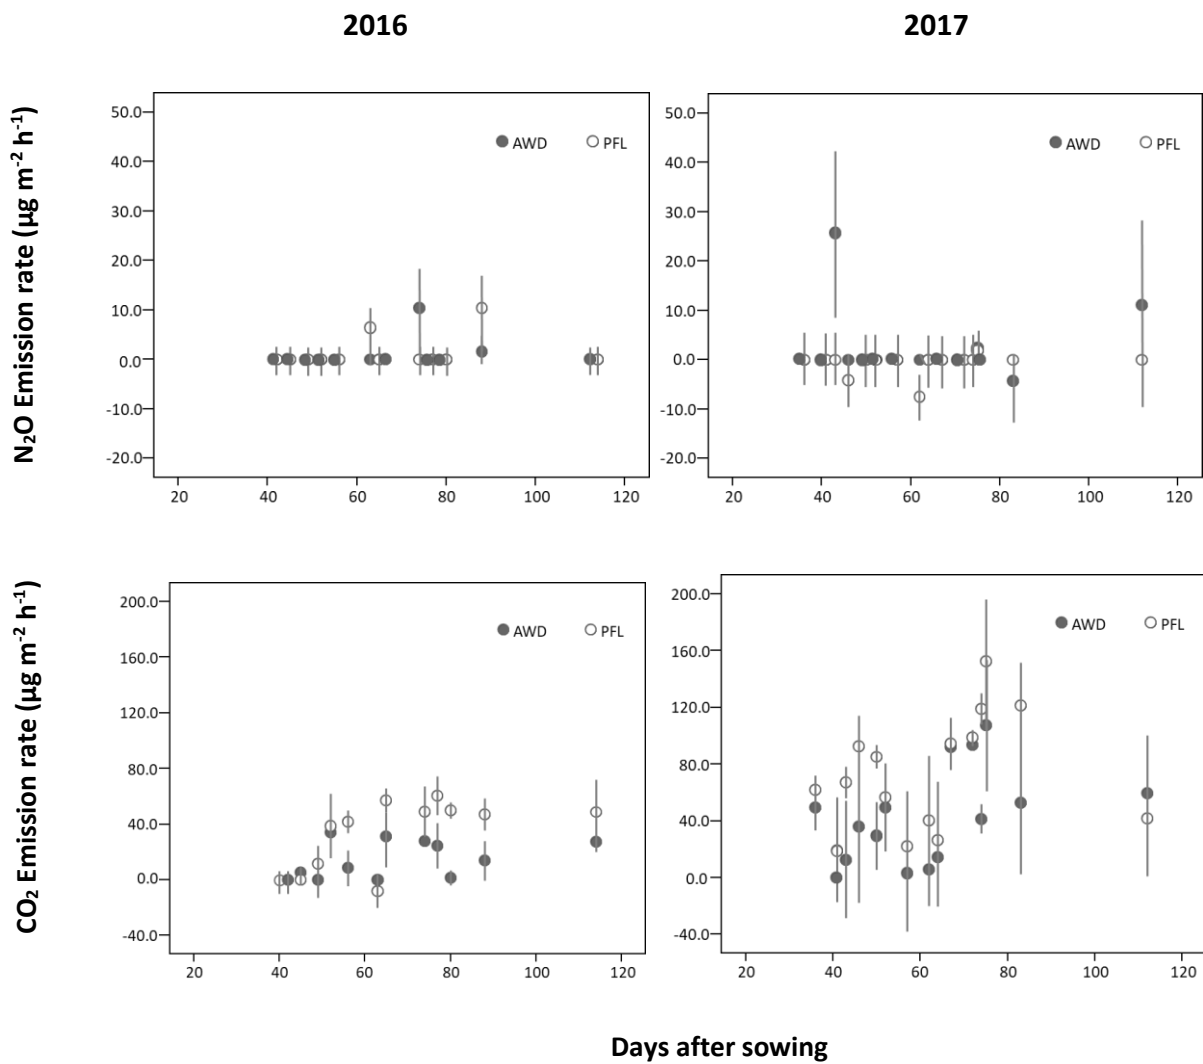 2016
2017
N₂O Emission rate (µg m⁻² h⁻¹)
50.0
40.0
30.0
20.0
10.0
0.0
-10.0
-20.0
AWD PFL
20 40 60 80 100 120
50.0
40.0
30.0
20.0
10.0
0.0
-10.0
-20.0
AWD PFL
20 40 60 80 100 120
CO₂ Emission rate (µg m⁻² h⁻¹)
200.0
160.0
120.0
80.0
40.0
0.0
-40.0
AWD PFL
20 40 60 80 100 120
200.0
160.0
120.0
80.0
40.0
0.0
-40.0
AWD PFL
20 40 60 80 100 120
Days after sowing